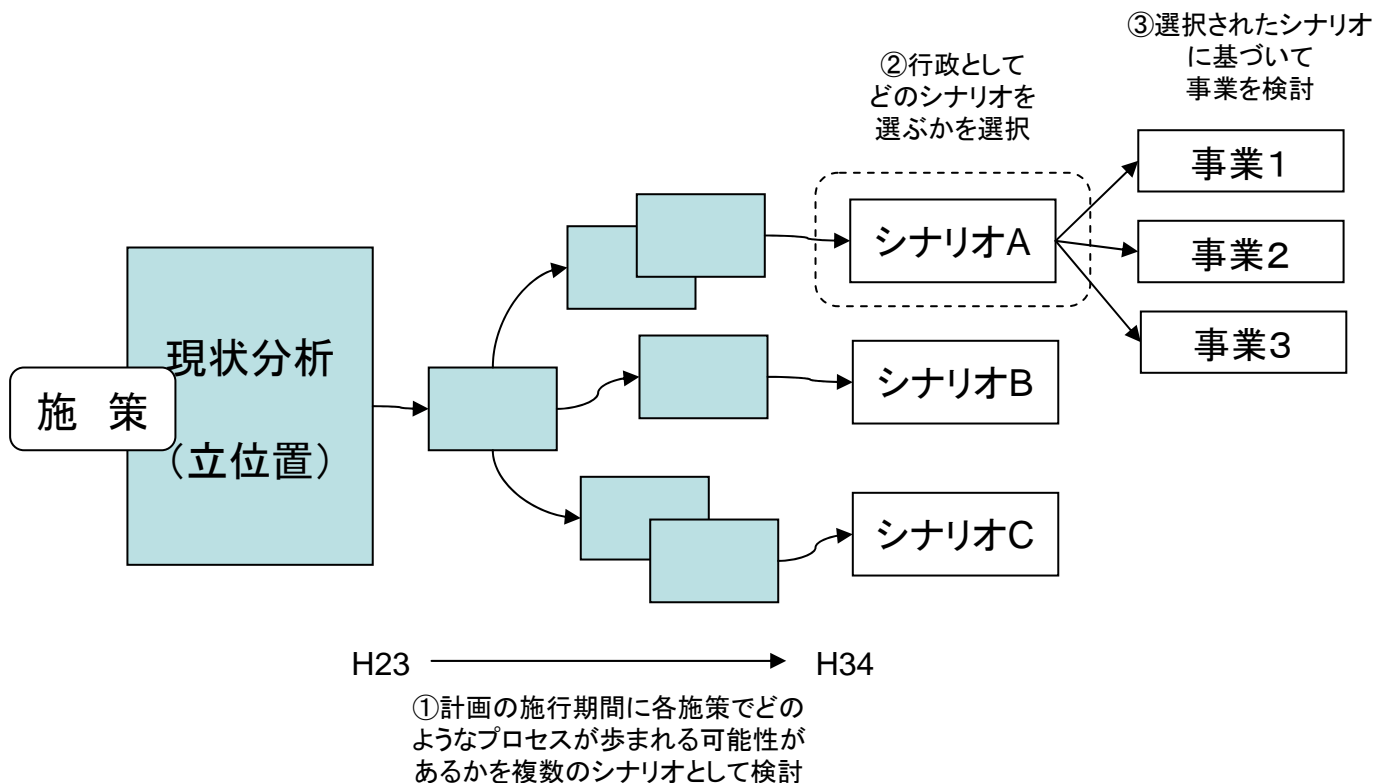 ③選択されたシナリオ
に基づいて
事業を検討
②行政として
どのシナリオを
選ぶかを選択
事業１
シナリオA
事業２
事業３
現状分析
（立位置）
施　策
シナリオB
シナリオC
H23
H34
①計画の施行期間に各施策でどの
ようなプロセスが歩まれる可能性が
あるかを複数のシナリオとして検討